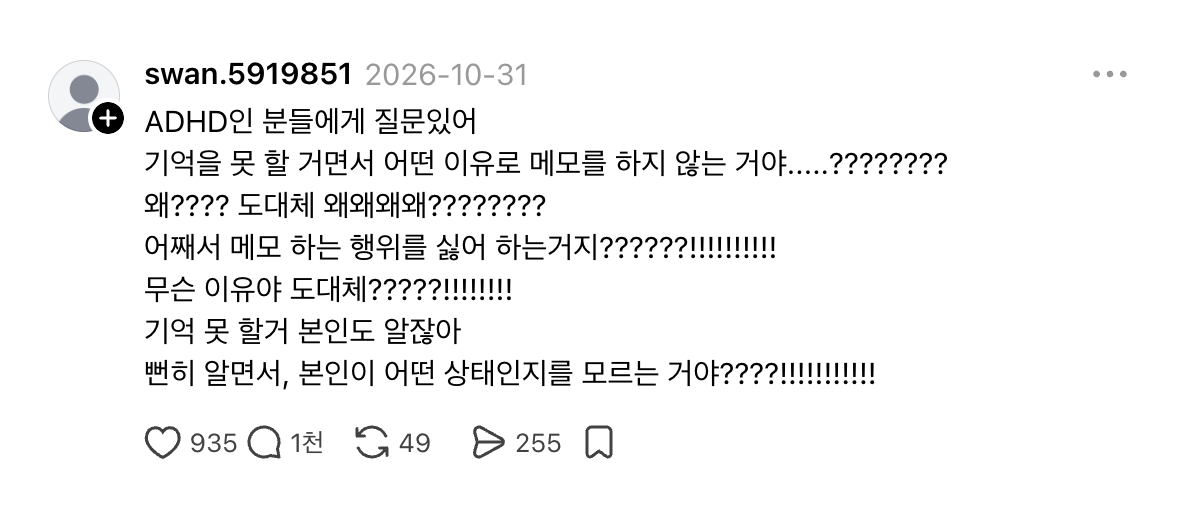 swan.5919851 2026-10-31
ADHD인 분들에게 질문있어
기억을 못 할 거면서 어떤 이유로 메모를 하지 않는 거야.....????????
왜???? 도대체 왜왜왜왜????????
어째서 메모 하는 행위를 싫어 하는거지??????!!!!!!!!!!
무슨 이유야 도대체?????!!!!!!!!
기억 못 할거 본인도 알잖아
뻔히 알면서, 본인이 어떤 상태인지를 모르는 거야????!!!!!!!!!!!
935 1천 49 255